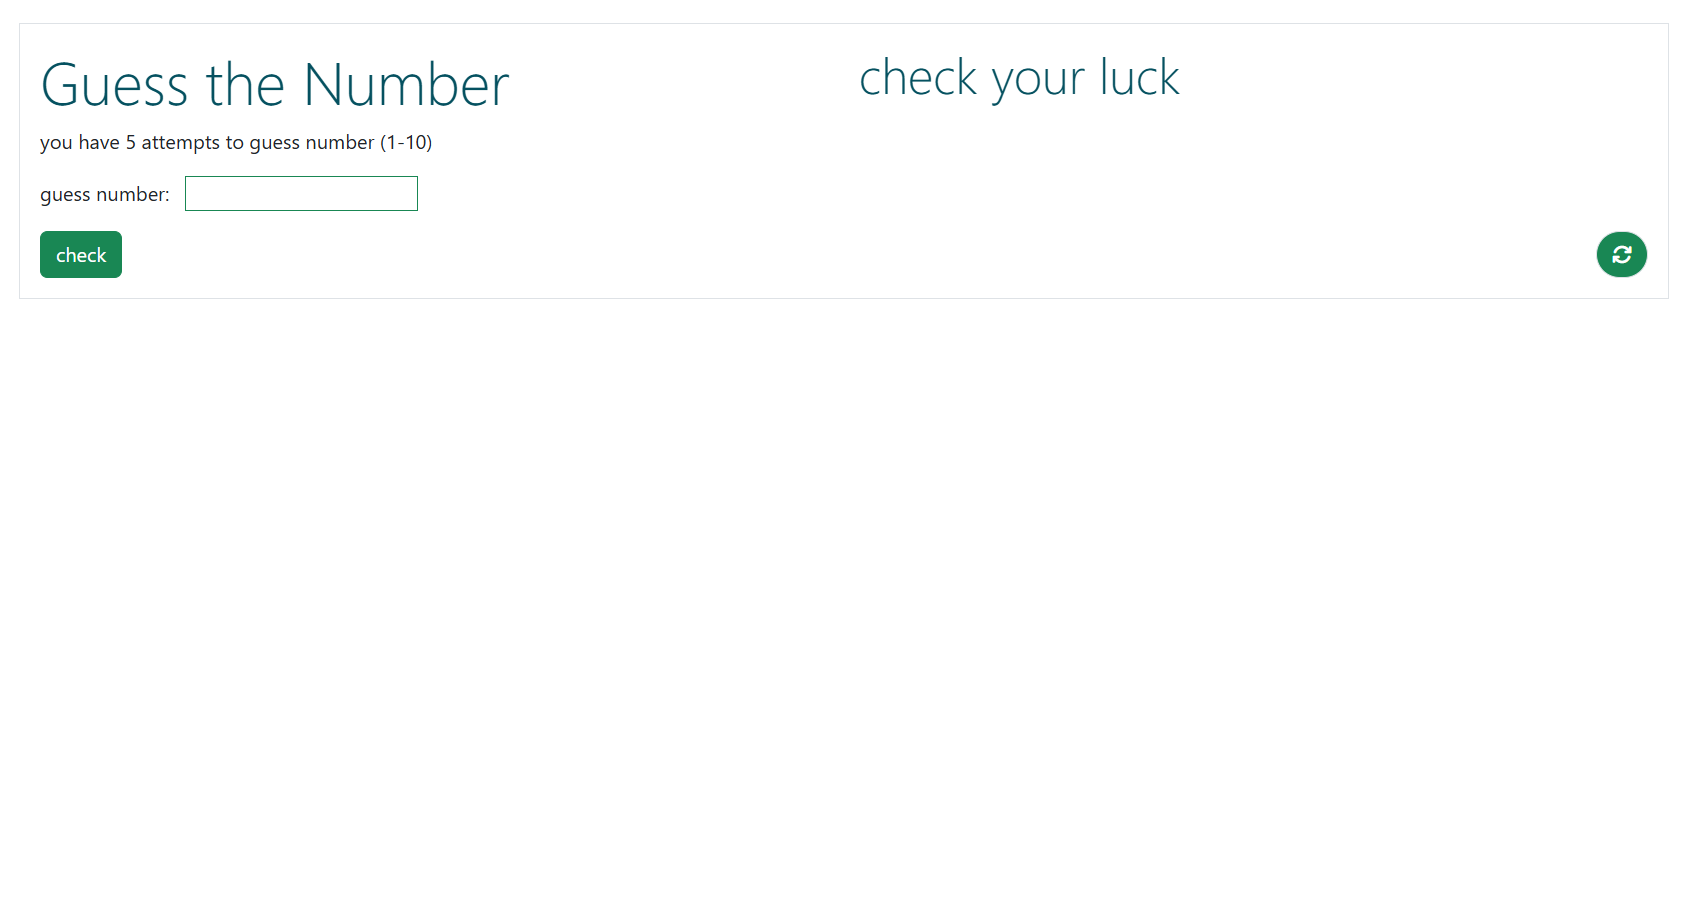 Guess the Number
you have 5 attempts to guess number (1-10)
guess number:
check
check your luck